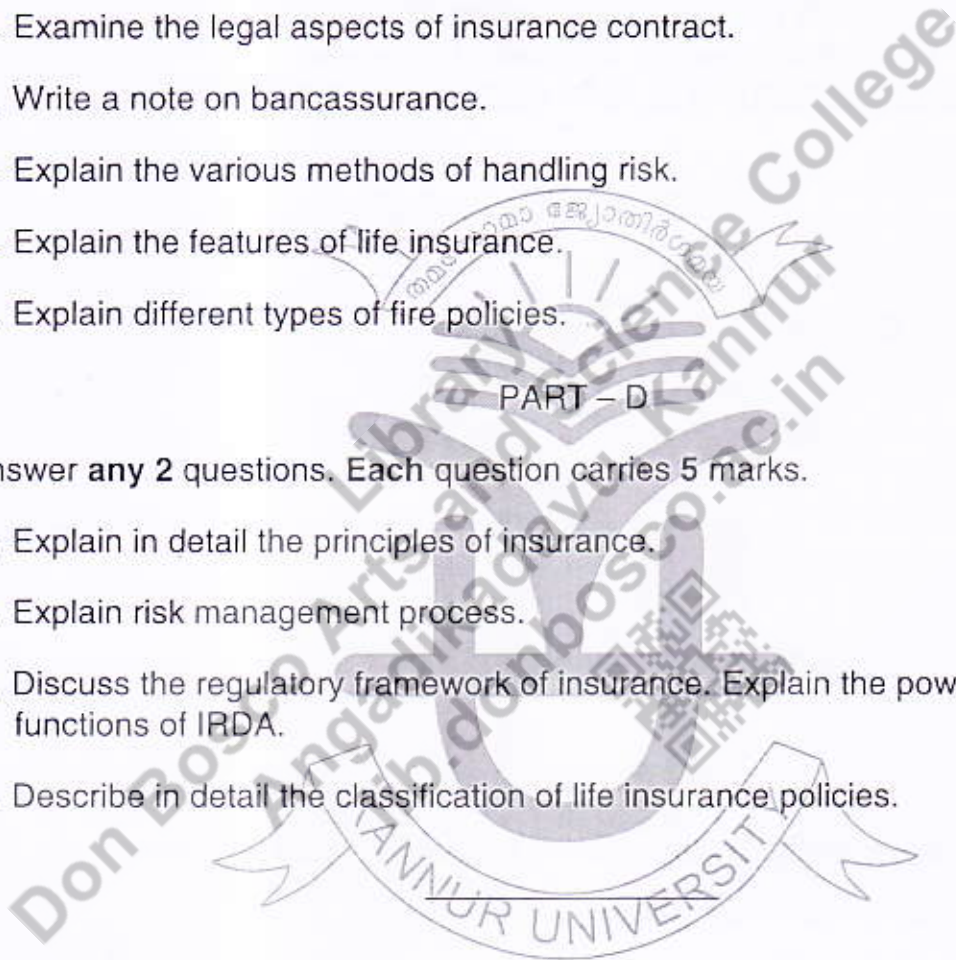 Examine the legal aspects of insurance contract.
Write a note on bancassurance.
Explain the various methods of handling risk.
Explain the features of life insurance.
Explain different types of fire policies.
PART – D
nswer any 2 questions. Each question carries 5 marks.
Explain in detail the principles of insurance.
Explain risk management process.
Discuss the regulatory framework of insurance. Explain the pow
functions of IRDA.
Describe in detail the classification of life insurance policies.
KANNUR UNIVERSITY
Library
Don Bosco Arts and Science College
Angadikadavu, Kannur
lib.donbosco.ac.in